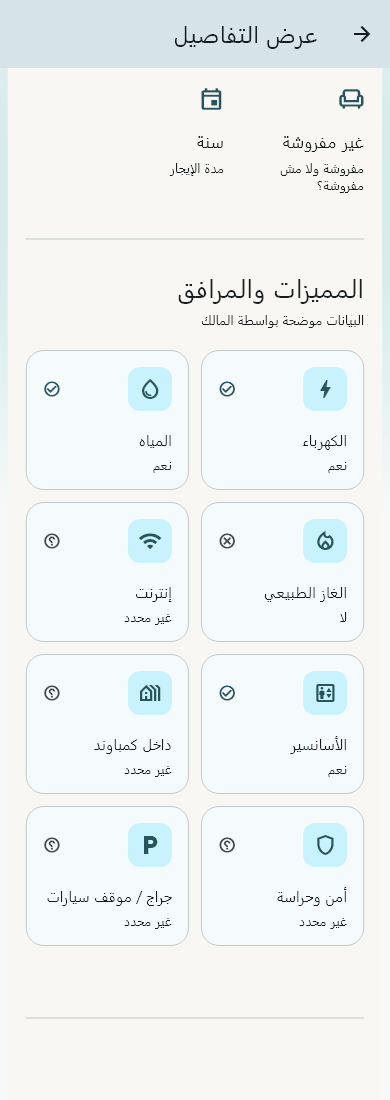 عرض التفاصيل
غير مفروشة
مفروشة ولا مش
مفروشة؟
سنة
مدة الإيجار
المميزات والمرافق
البيانات موضحة بواسطة المالك
الكهرباء
نعم
المياه
نعم
الغاز الطبيعي
لا
إنترنت
غير محدد
الأسانسير
نعم
داخل كمباوند
غير محدد
أمن وحراسة
غير محدد
جراج / موقف سيارات
غير محدد